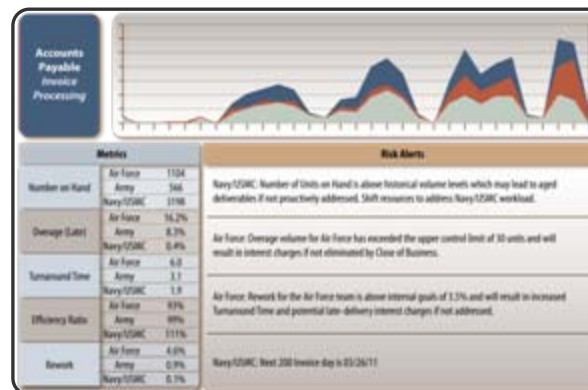 Accounts
Payable
Invoice
Processing
Metrics
Risk Alerts
Number on Hand
Air Force 1104
Army 566
Navy/USMC 3198
Navy/USMC: Number of Units on Hand is above historical volume levels which may lead to aged
deliverables if not proactively addressed. Shift resources to address Navy/USMC workload.
Overage (Late)
Air Force 16.2%
Army 8.3%
Navy/USMC 0.4%
Air Force: Overage volume for Air Force has exceeded the upper control limit of 30 units and will
result in interest charges if not eliminated by Close of Business.
Turnaround Time
Air Force 6.0
Army 3.1
Navy/USMC 1.9
Air Force: Rework for the Air Force team is above internal goals of 3.5% and will result in increased
Turnaround Time and potential late-delivery interest charges if not addressed.
Efficiency Ratio
Air Force 93%
Army 99%
Navy/USMC 111%
Rework
Air Force 4.6%
Army 0.9%
Navy/USMC 0.1%
Navy/USMC: Next 200 Invoice day is 03/26/11